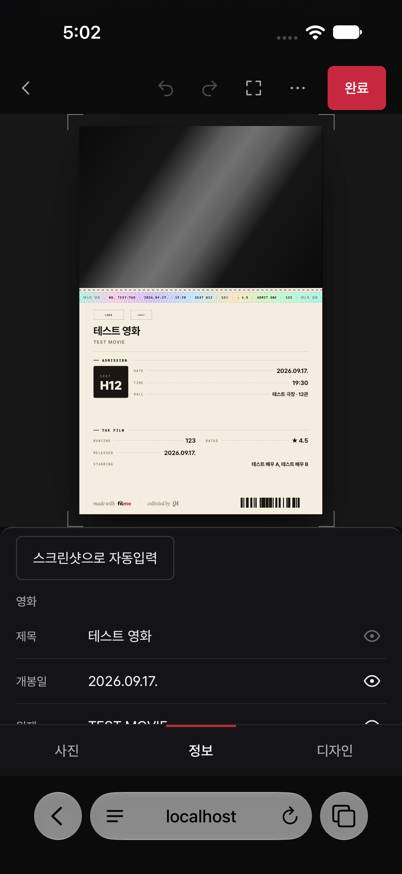 5:02
완료
테스트 영화
TEST MOVIE
ADMISSION
SEAT
H12
DATE
2026.09.17.
TIME
19:30
HALL
테스트 극장 · 12관
THE FILM
RUNTIME
123
RATED
★ 4.5
RELEASED
2026.09.17.
STARRING
테스트 배우 A, 테스트 배우 B
made with
collected by
스크린샷으로 자동입력
영화
제목
테스트 영화
개봉일
2026.09.17.
TEST MOVIE
사진
정보
디자인
localhost